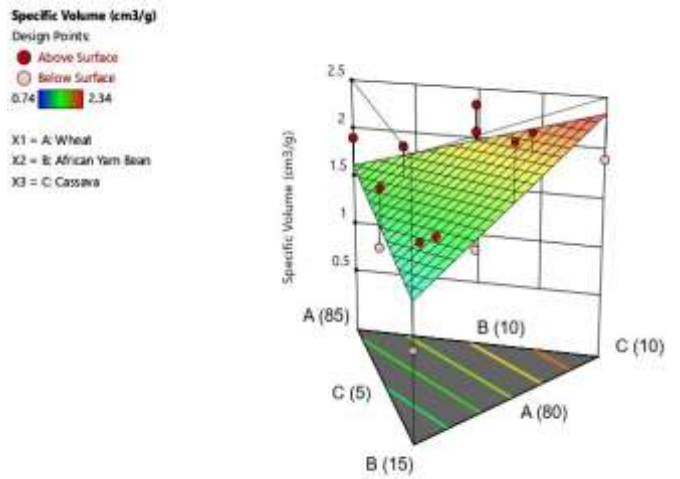 Specific Volume (cm3/g)
Design Points:
Above Surface
Below Surface
0.74 2.34
X1 = A: Wheat
X2 = B: African Yam Bean
X3 = C: Cassava
Specific Volume (cm3/g)
2.5
2
1.5
1
0.5
A (85)
B (10)
C (10)
C (5)
A (80)
B (15)